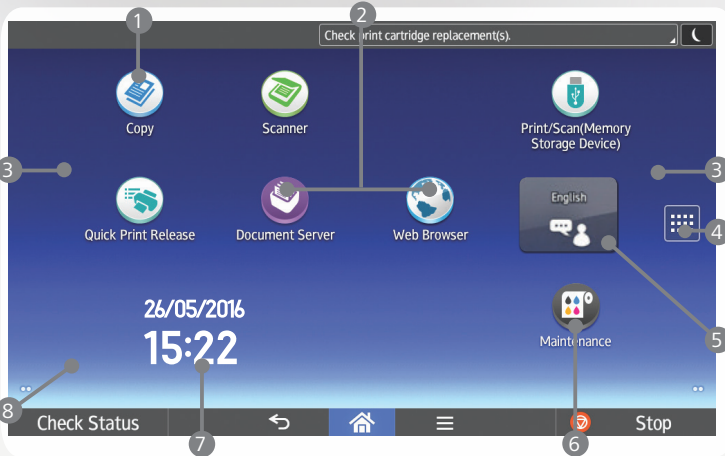 1
2
Check print cartridge replacement(s).
Copy
Scanner
Print/Scan(Memory
Storage Device)
3
3
English
4
Quick Print Release
Document Server
Web Browser
26/05/2016
15:22
Maintenance
5
8
Check Status
Stop
7
6